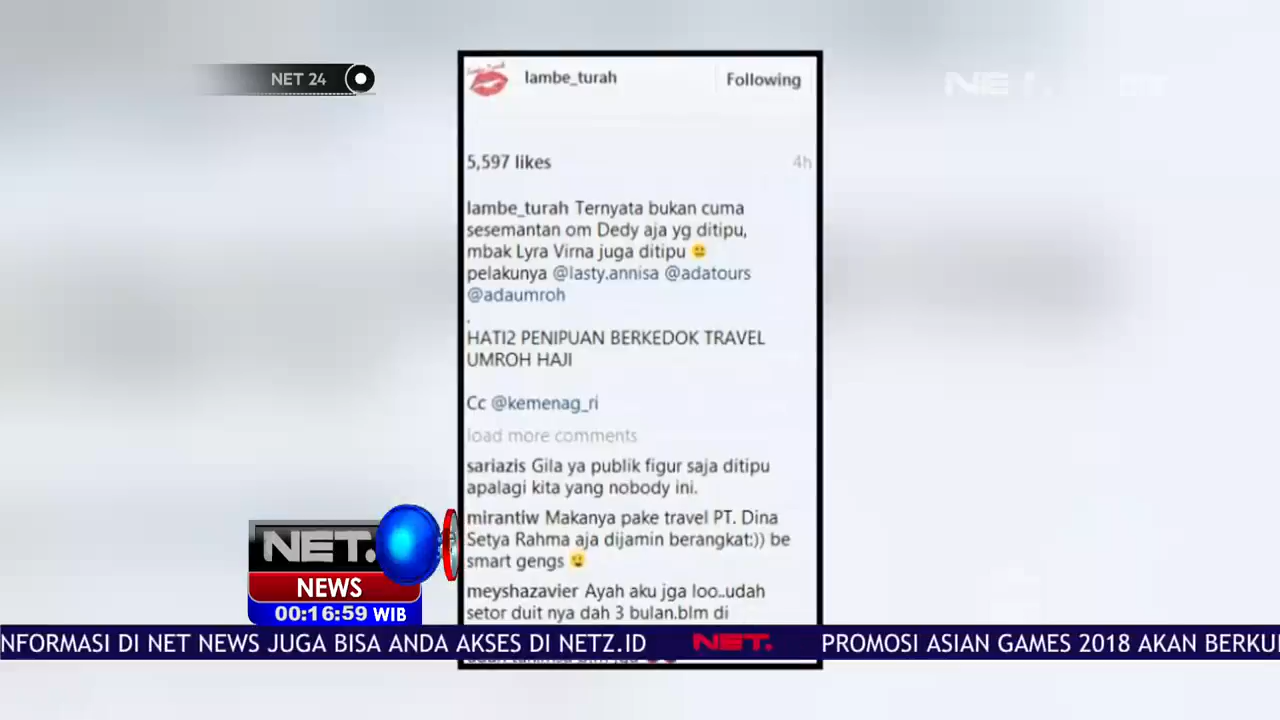 NET 24
NET.
lambe_turah
Following
5,597 likes
4h
lambe_turah Ternyata bukan cuma
sesemantan om Dedy aja yg ditipu,
mbak Lyra Virna juga ditipu
pelakunya @lasty.annisa @adatours
@adaumroh
.
HATI2 PENIPUAN BERKEDOK TRAVEL
UMROH HAJI
Cc @kemenag_ri
load more comments
sariazis Gila ya publik figur saja ditipu
apalagi kita yang nobody ini.
mirantiw Makanya pake travel PT. Dina
Setya Rahma aja dijamin berangkat:)) be
smart gengs
meyshazavier Ayah aku jga loo..udah
setor duit nya dah 3 bulan.blm di
NET.
NEWS
00:16:59 WIB
NFORMASI DI NET NEWS JUGA BISA ANDA AKSES DI NETZ.ID NET. PROMOSI ASIAN GAMES 2018 AKAN BERKU